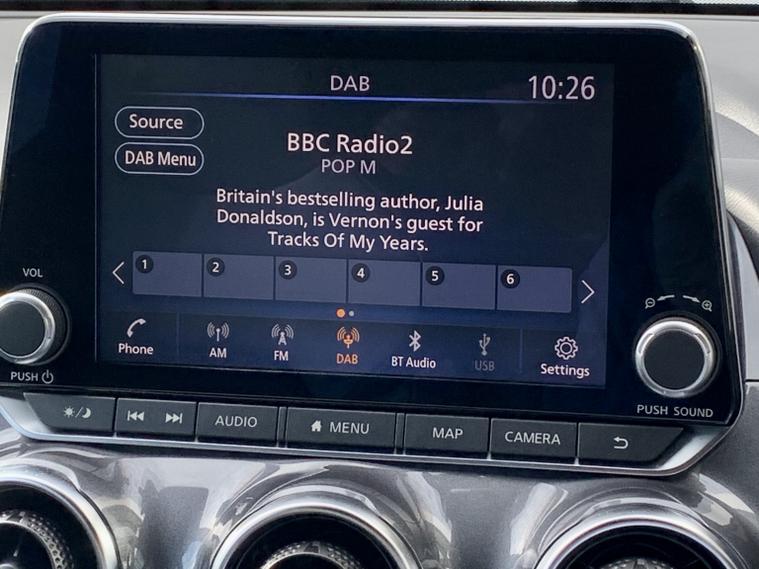 DAB
10:26
Source
DAB Menu
BBC Radio2
POP M
Britain's bestselling author, Julia
Donaldson, is Vernon's guest for
Tracks Of My Years.
1 2 3 4 5 6
Phone AM FM DAB BT Audio USB Settings
VOL
PUSH
PUSH SOUND
AUDIO MENU MAP CAMERA